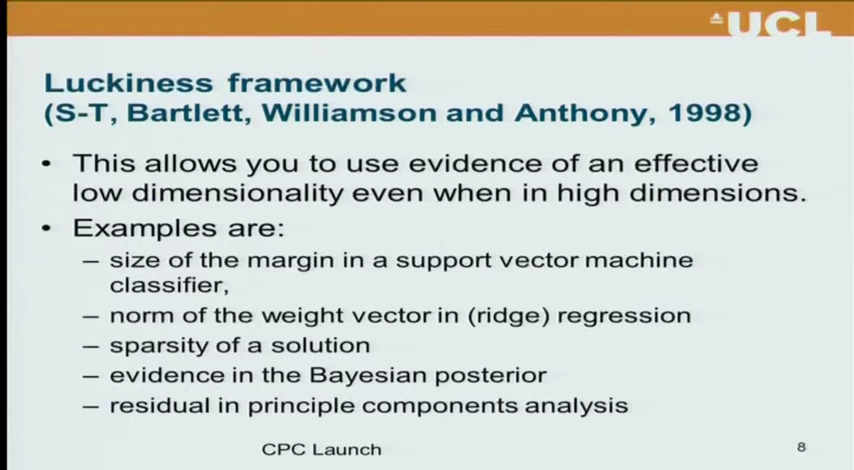 UCL
Luckiness framework
(S-T, Bartlett, Williamson and Anthony, 1998)
• This allows you to use evidence of an effective
low dimensionality even when in high dimensions.
• Examples are:
– size of the margin in a support vector machine
classifier,
– norm of the weight vector in (ridge) regression
– sparsity of a solution
– evidence in the Bayesian posterior
– residual in principle components analysis
CPC Launch
8